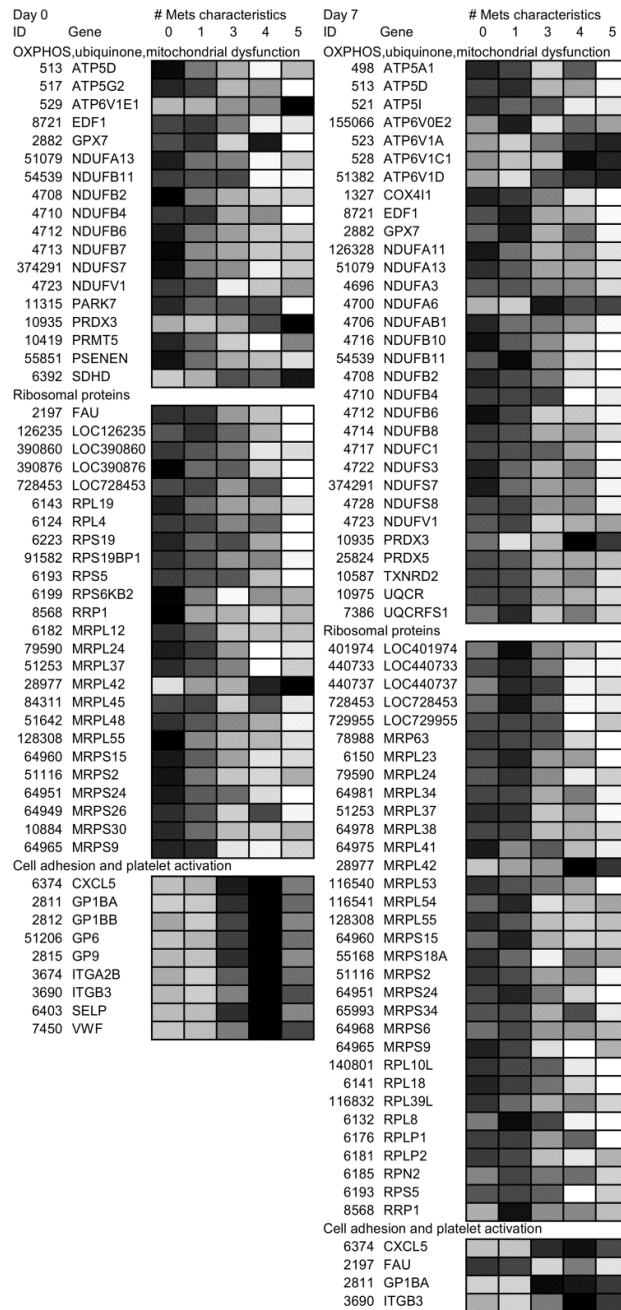 Day 0 # Mets characteristics
ID Gene 0 1 2 3 4 5
OXPHOS,ubiquinone,mitochondrial dysfunction
513 ATP5D
517 ATP5G2
529 ATP6V1E1
8721 EDF1
2882 GPX7
51079 NDUFA13
54539 NDUFB11
4708 NDUFB2
4710 NDUFB4
4712 NDUFB6
4713 NDUFB7
374291 NDUFS7
4723 NDUFV1
11315 PARK7
10935 PRDX3
10419 PRMT5
55851 PSENEN
6392 SDHD
Ribosomal proteins
2197 FAU
126235 LOC126235
390860 LOC390860
390876 LOC390876
728453 LOC728453
6143 RPL19
6124 RPL4
6223 RPS19
91582 RPS19BP1
6193 RPS5
6199 RPS6KB2
8568 RRP1
6182 MRPL12
79590 MRPL24
51253 MRPL37
28977 MRPL42
84311 MRPL45
51642 MRPL48
128308 MRPL55
64960 MRPS15
51116 MRPS2
64951 MRPS24
64949 MRPS26
10884 MRPS30
64965 MRPS9
Cell adhesion and platelet activation
6374 CXCL5
2811 GP1BA
2812 GP1BB
51206 GP6
2815 GP9
3674 ITGA2B
3690 ITGB3
6403 SELP
7450 VWF
Day 7 # Mets characteristics
ID Gene 0 1 2 3 4 5
OXPHOS,ubiquinone,mitochondrial dysfunction
498 ATP5A1
513 ATP5D
521 ATP5I
155066 ATP6V0E2
523 ATP6V1A
528 ATP6V1C1
51382 ATP6V1D
1327 COX4I1
8721 EDF1
2882 GPX7
126328 NDUFA11
51079 NDUFA13
4696 NDUFA3
4700 NDUFA6
4706 NDUFAB1
4716 NDUFB10
54539 NDUFB11
4708 NDUFB2
4710 NDUFB4
4712 NDUFB6
4714 NDUFB8
4717 NDUFC1
4722 NDUFS3
374291 NDUFS7
4728 NDUFS8
4723 NDUFV1
10935 PRDX3
25824 PRDX5
10587 TXNRD2
10975 UQCR
7386 UQCRFS1
Ribosomal proteins
401974 LOC401974
440733 LOC440733
440737 LOC440737
728453 LOC728453
729955 LOC729955
78988 MRP63
6150 MRPL23
79590 MRPL24
64981 MRPL34
51253 MRPL37
64978 MRPL38
64975 MRPL41
28977 MRPL42
116540 MRPL53
116541 MRPL54
128308 MRPL55
64960 MRPS15
55168 MRPS18A
51116 MRPS2
64951 MRPS24
65993 MRPS34
64968 MRPS6
64965 MRPS9
140801 RPL10L
6141 RPL18
116832 RPL39L
6132 RPL8
6176 RPLP1
6181 RPLP2
6185 RPN2
6193 RPS5
8568 RRP1
Cell adhesion and platelet activation
6374 CXCL5
2197 FAU
2811 GP1BA
3690 ITGB3